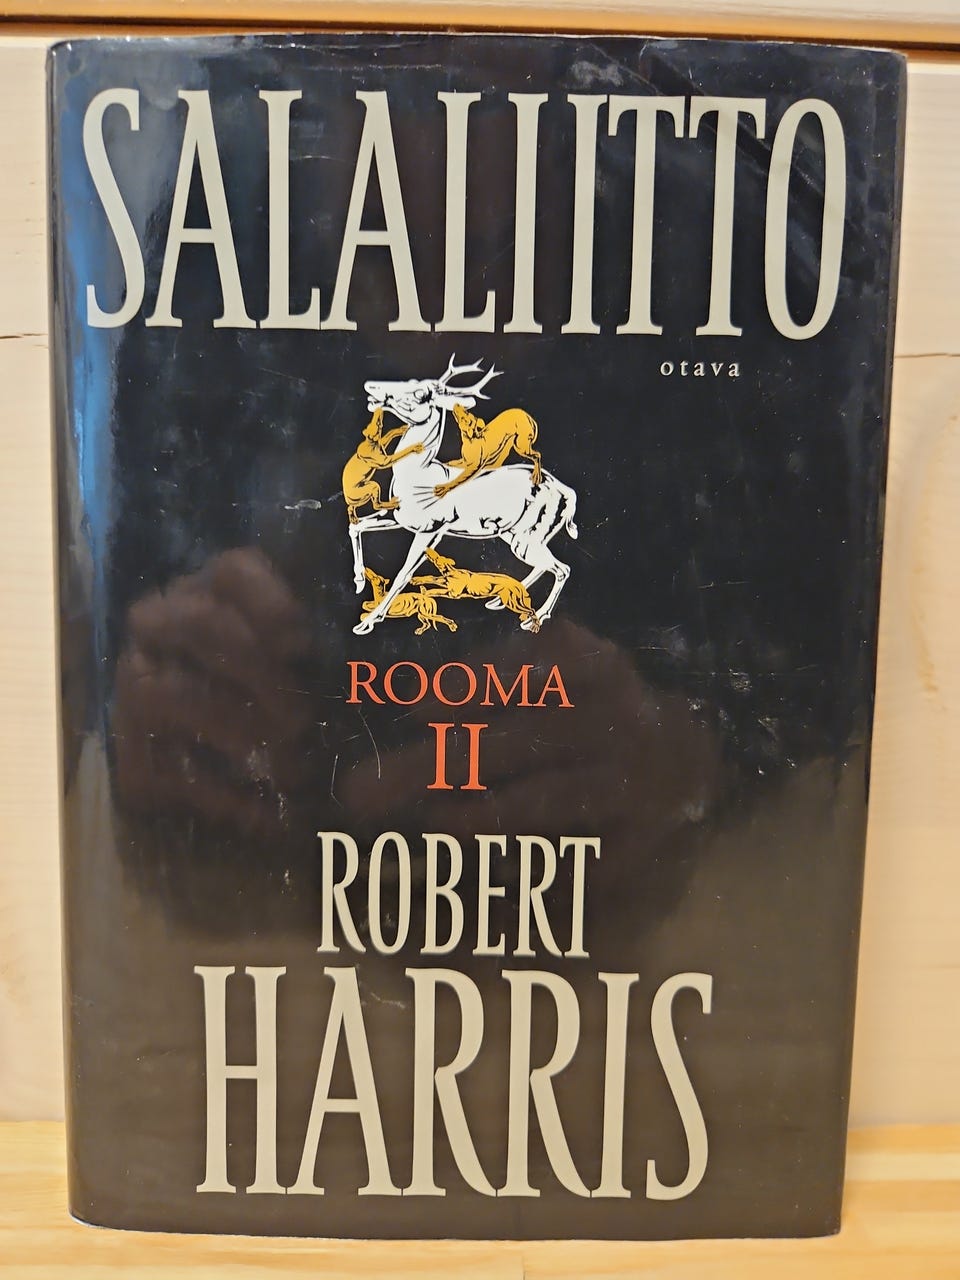 SALALIITTO
otava
ROOMA
II
ROBERT
HARRIS